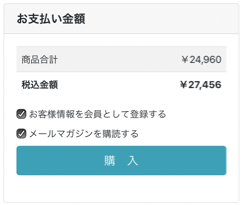 お支払い金額
商品合計 ￥24,960
税込金額 ￥27,456
お客様情報を会員として登録する
メールマガジンを購読する
購 入